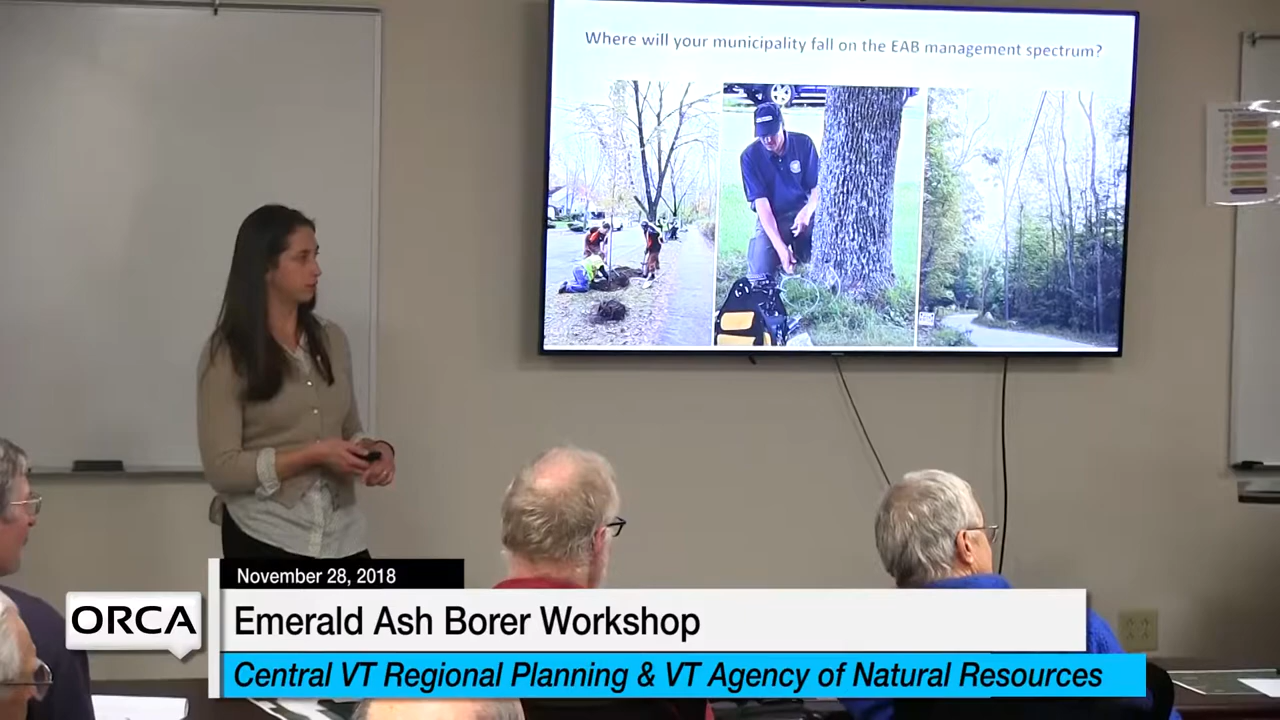 Where will your municipality fall on the EAB management spectrum?
November 28, 2018
ORCA
Emerald Ash Borer Workshop
Central VT Regional Planning & VT Agency of Natural Resources